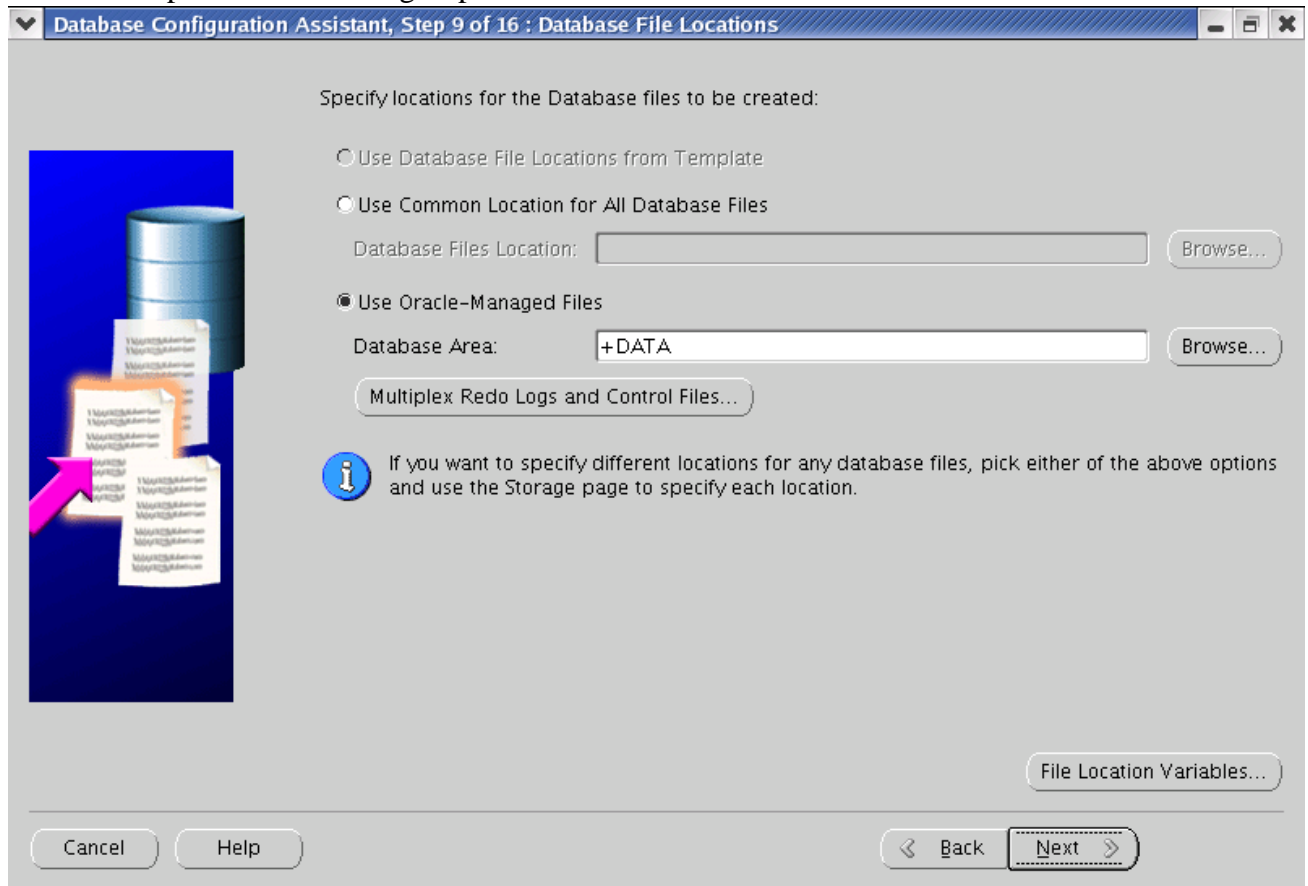 Database Configuration Assistant, Step 9 of 16 : Database File Locations
Specify locations for the Database files to be created:
Use Database File Locations from Template
Use Common Location for All Database Files
Database Files Location:
Browse...
Use Oracle-Managed Files
Database Area:
+DATA
Browse...
Multiplex Redo Logs and Control Files...
If you want to specify different locations for any database files, pick either of the above options
and use the Storage page to specify each location.
File Location Variables...
Cancel
Help
Back
Next